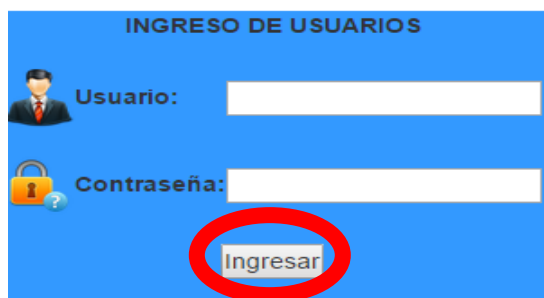 INGRESO DE USUARIOS
Usuario:
Contraseña:
?
Ingresar